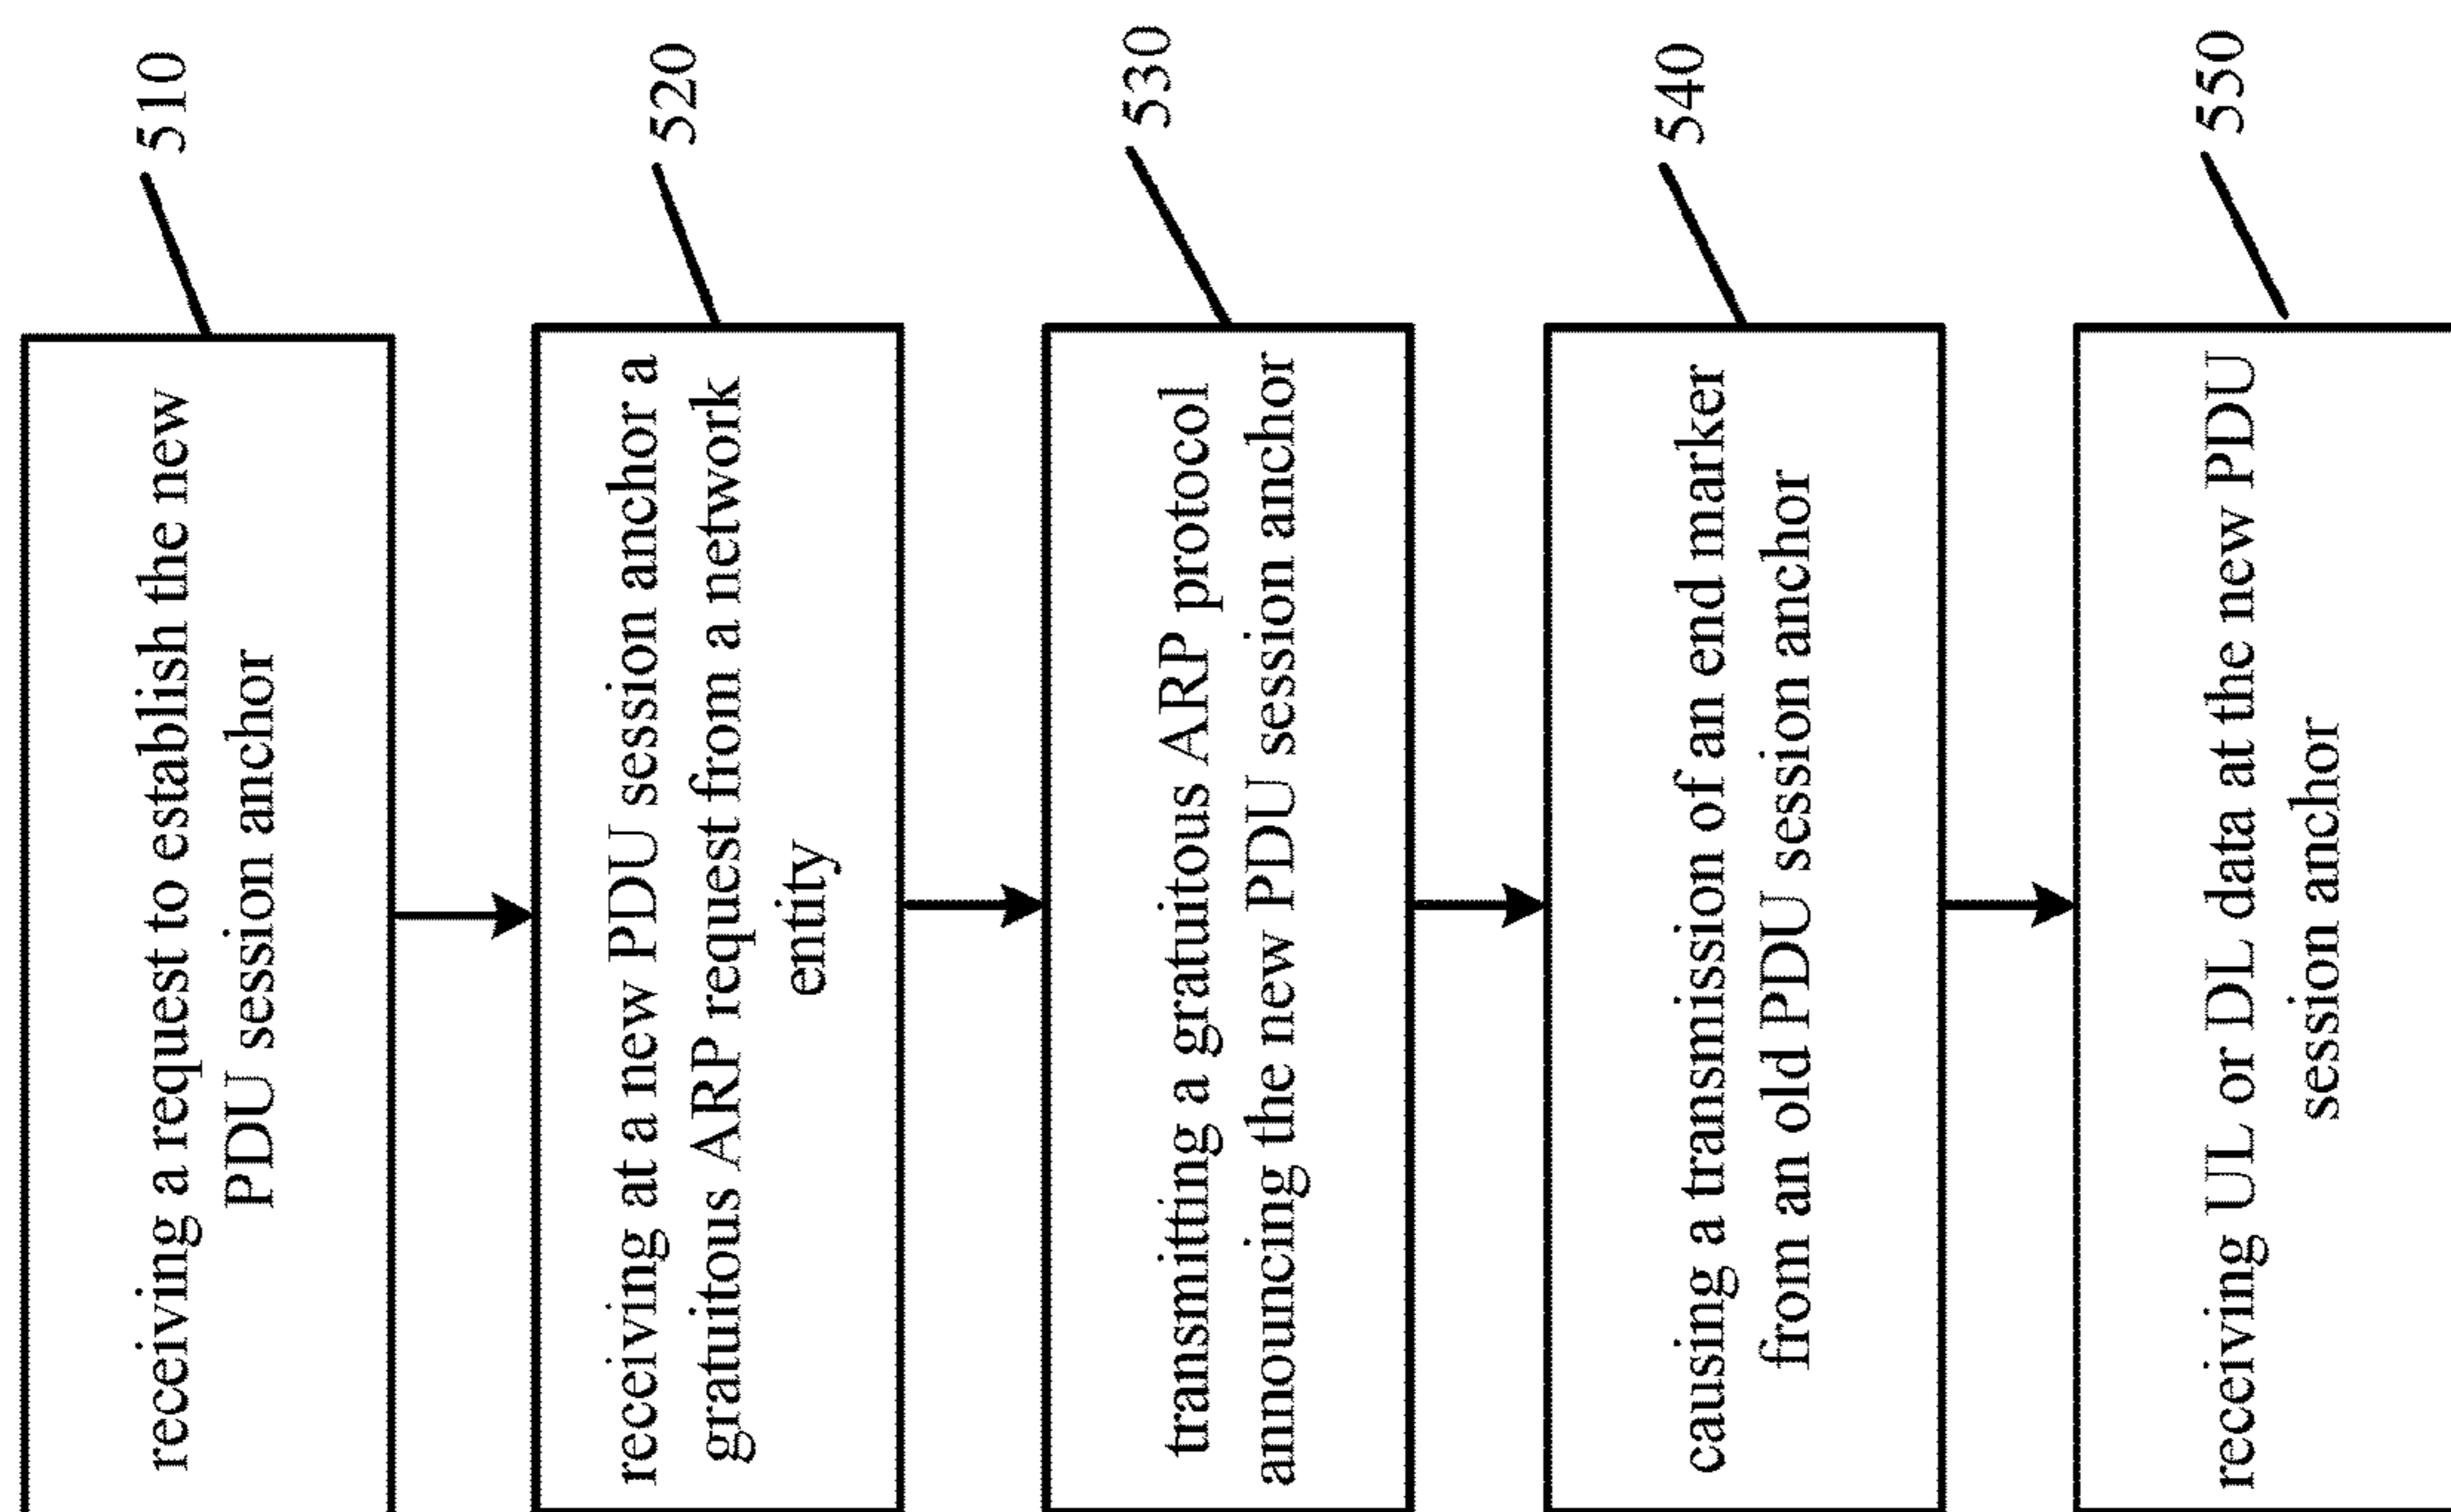 receiving a request to establish the new
PDU session anchor
510
receiving at a new PDU session anchor a
gratuitous ARP request from a network
entity
520
transmitting a gratuitous ARP protocol
announcing the new PDU session anchor
530
causing a transmission of an end marker
from an old PDU session anchor
540
receiving UL or DL data at the new PDU
session anchor
550